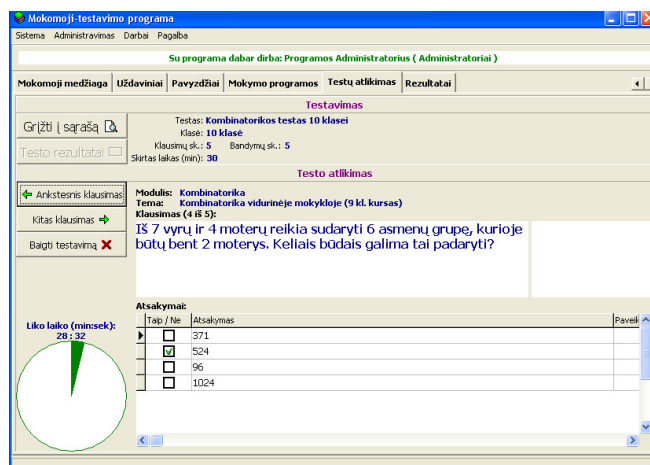 Mokomoji-testavimo programa
Sistema Administravimas Darbai Pagalba
Su programa dabar dirba: Programos Administratorius ( Administratoriai )
Mokomoji medžiaga Uždaviniai Pavyzdžiai Mokymo programos Testų atlikimas Rezultatai
Testavimas
Grįžti į sąrašą
Testo rezultatai
Testas: Kombinatorikos testas 10 klasei
Klasė: 10 klasė
Klausimų sk.: 5 Bandymų sk.: 5
Skirtas laikas (min): 30
Testo atlikimas
Ankstesnis klausimas
Kitas klausimas
Baigti testavimą
Modulis: Kombinatorika
Tema: Kombinatorika vidurinėje mokykloje (9 kl. kursas)
Klausimas (4 iš 5):
Iš 7 vyrų ir 4 moterų reikia sudaryti 6 asmenų grupę, kurioje
būtų bent 2 moterys. Keliais būdais galima tai padaryti?
Liko laiko (min:sek):
28 : 32
Atsakymai:
Taip / Ne Atsakymas Paveik
371
524
96
1024